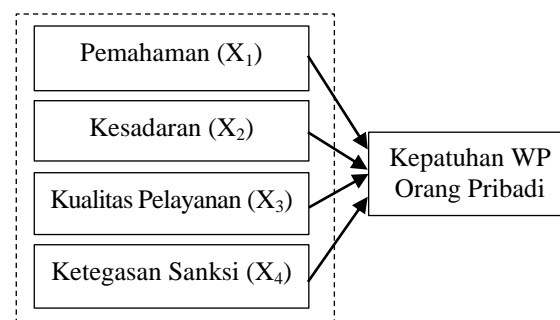 Pemahaman (X₁)
Kesadaran (X₂)
Kualitas Pelayanan (X₃)
Ketegasan Sanksi (X₄)
Kepatuhan WP
Orang Pribadi